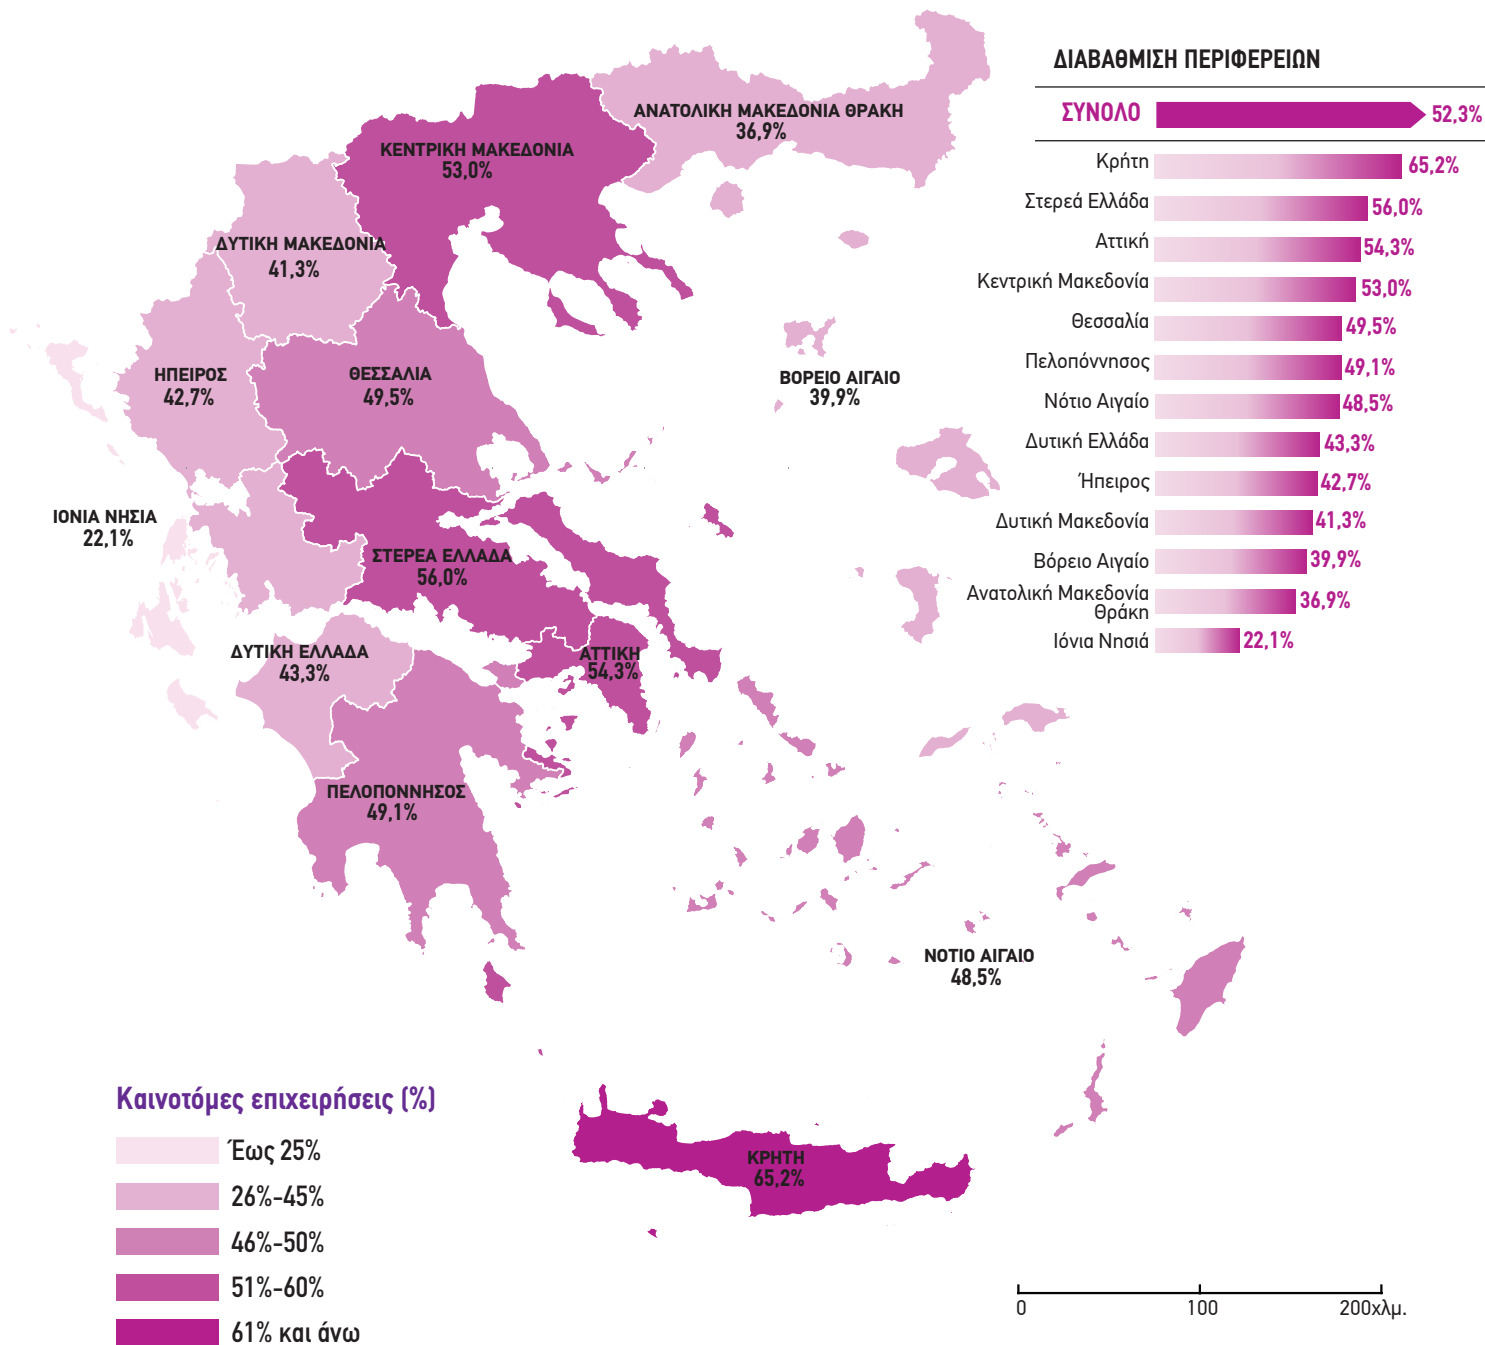 ΔΙΑΒΑΘΜΙΣΗ ΠΕΡΙΦΕΡΕΙΩΝ
ΣΥΝΟΛΟ 52,3%
Κρήτη 65,2%
Στερεά Ελλάδα 56,0%
Αττική 54,3%
Κεντρική Μακεδονία 53,0%
Θεσσαλία 49,5%
Πελοπόννησος 49,1%
Νότιο Αιγαίο 48,5%
Δυτική Ελλάδα 43,3%
Ήπειρος 42,7%
Δυτική Μακεδονία 41,3%
Βόρειο Αιγαίο 39,9%
Ανατολική Μακεδονία
Θράκη 36,9%
Ιόνια Νησιά 22,1%
ΑΝΑΤΟΛΙΚΗ ΜΑΚΕΔΟΝΙΑ ΘΡΑΚΗ
36,9%
ΚΕΝΤΡΙΚΗ ΜΑΚΕΔΟΝΙΑ
53,0%
ΔΥΤΙΚΗ ΜΑΚΕΔΟΝΙΑ
41,3%
ΗΠΕΙΡΟΣ
42,7%
ΘΕΣΣΑΛΙΑ
49,5%
ΒΟΡΕΙΟ ΑΙΓΑΙΟ
39,9%
ΙΟΝΙΑ ΝΗΣΙΑ
22,1%
ΣΤΕΡΕΑ ΕΛΛΑΔΑ
56,0%
ΔΥΤΙΚΗ ΕΛΛΑΔΑ
43,3%
ΑΤΤΙΚΗ
54,3%
ΠΕΛΟΠΟΝΝΗΣΟΣ
49,1%
ΝΟΤΙΟ ΑΙΓΑΙΟ
48,5%
ΚΡΗΤΗ
65,2%
Καινοτόμες επιχειρήσεις (%)
Έως 25%
26%-45%
46%-50%
51%-60%
61% και άνω
0 100 200χλμ.